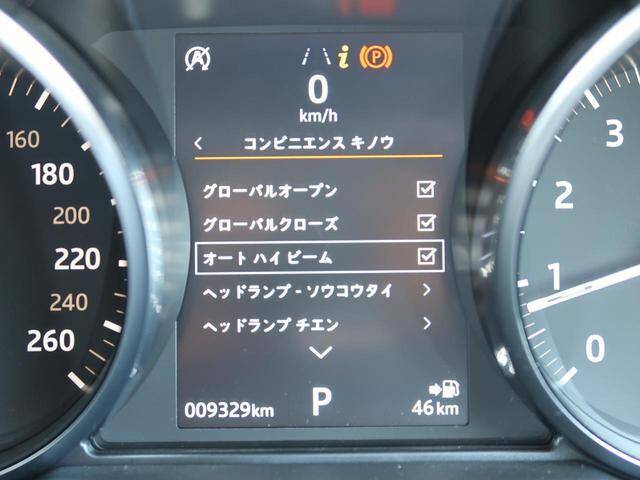 i P
0
km/h
コンビニエンス キノウ
グローバルオープン
グローバルクローズ
オート ハイ ビーム
ヘッドランプ - ソウコウタイ
ヘッドランプ チエン
009329km P 46 km
160
180
200
220
240
260
3
2
1
0